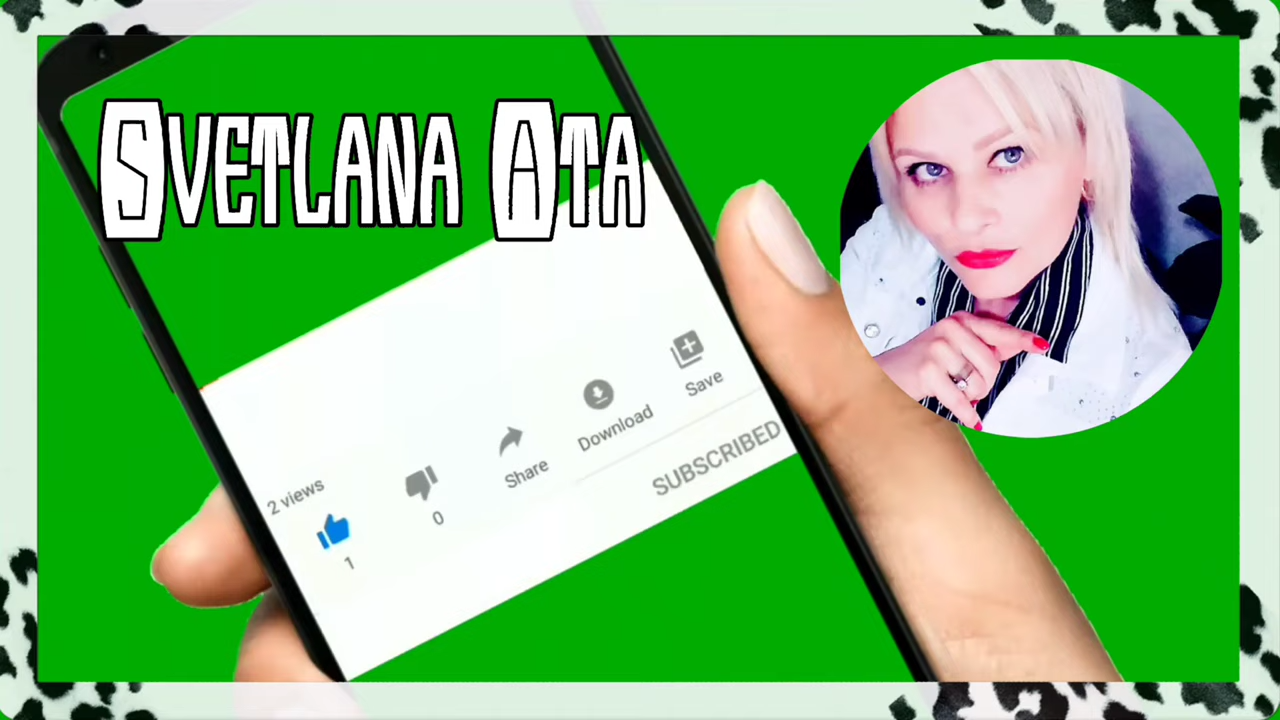 Svetlana Ata
2 views
1
0
Share
Download
Save
SUBSCRIBED